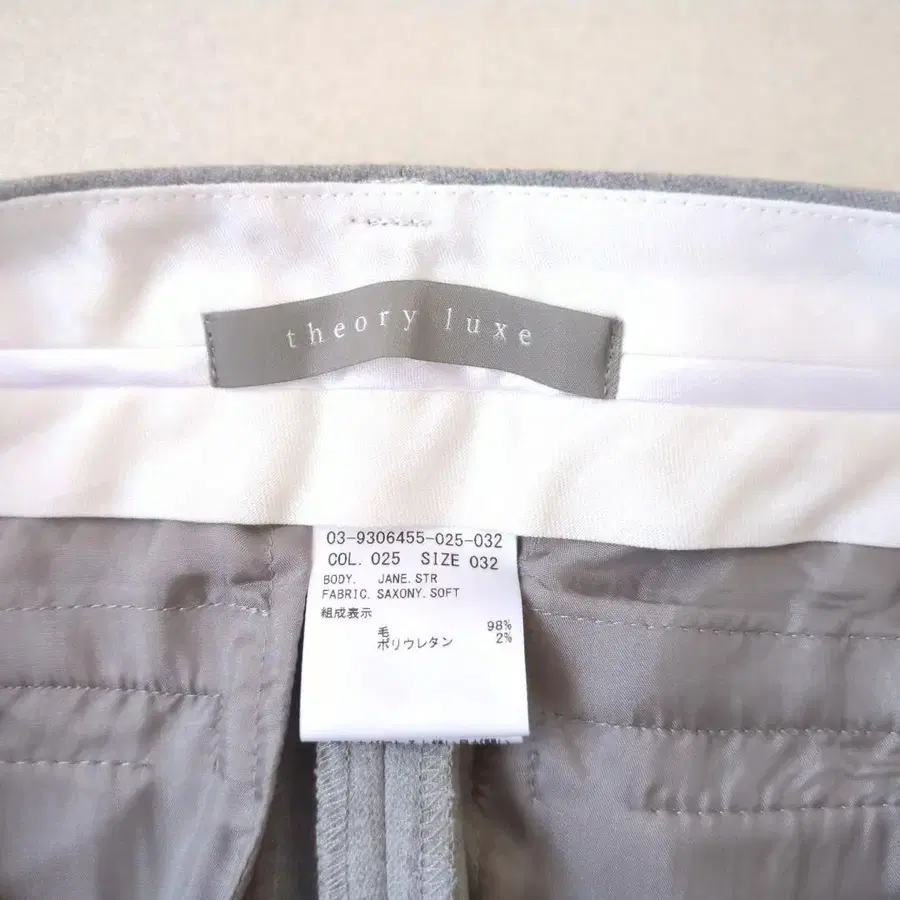 theory luxe
03-9306455-025-032
COL. 025 SIZE 032
BODY. JANE. STR
FABRIC. SAXONY. SOFT
組成表示
毛 98%
ポリウレタン 2%